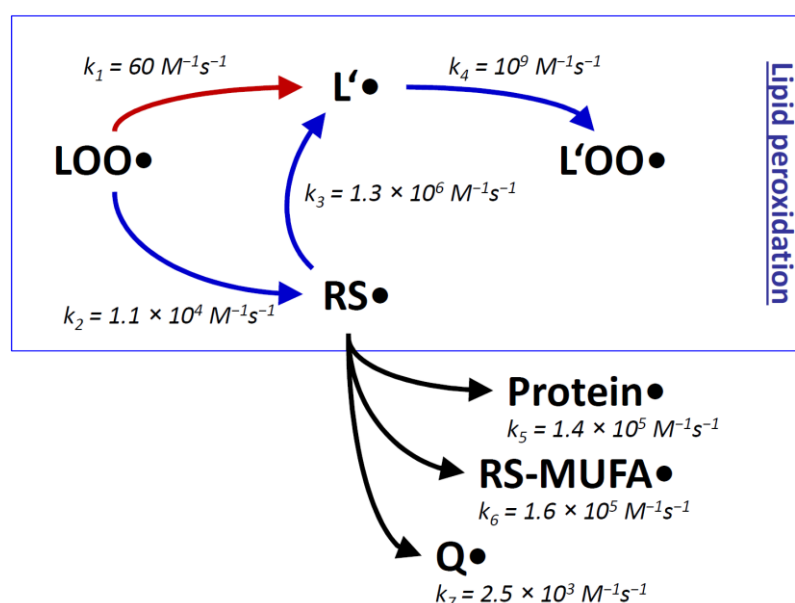 k₁ = 60 M⁻¹s⁻¹
L‘●
k₄ = 10⁹ M⁻¹s⁻¹
LOO●
L‘OO●
k₃ = 1.3 × 10⁶ M⁻¹s⁻¹
RS●
k₂ = 1.1 × 10⁴ M⁻¹s⁻¹
Lipid peroxidation
Protein●
k₅ = 1.4 × 10⁵ M⁻¹s⁻¹
RS-MUFA●
k₆ = 1.6 × 10⁵ M⁻¹s⁻¹
Q●
k₇ = 2.5 × 10³ M⁻¹s⁻¹